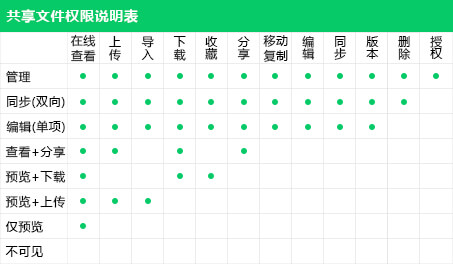 共享文件权限说明表
在线查看 上传 导入 下载 收藏 分享 移动复制 编辑 同步 版本 删除 授权
管理
同步(双向)
编辑(单项)
查看+分享
预览+下载
预览+上传
仅预览
不可见